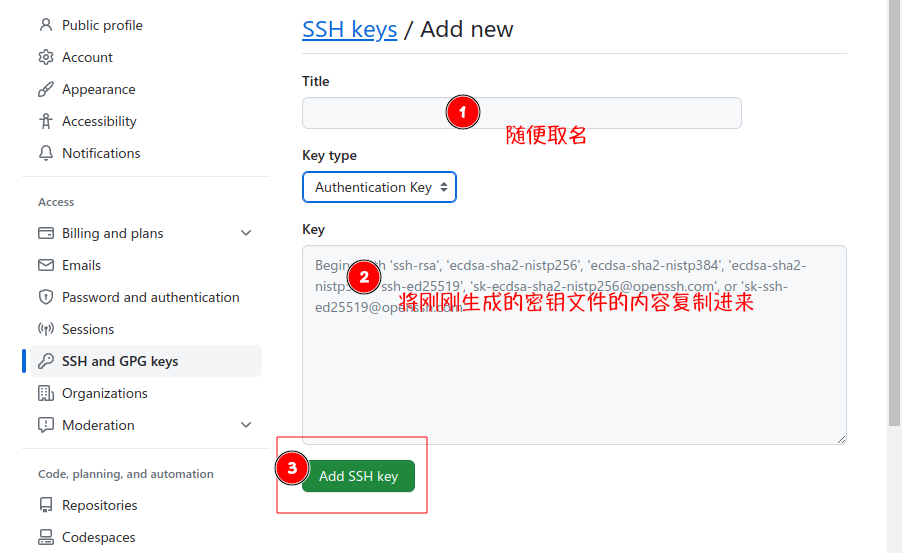 Public profile
Account
Appearance
Accessibility
Notifications
Access
Billing and plans
Emails
Password and authentication
Sessions
SSH and GPG keys
Organizations
Moderation
Code, planning, and automation
Repositories
Codespaces
SSH keys / Add new
Title
1
随便取名
Key type
Authentication Key
Key
2
'ssh-rsa', 'ecdsa-sha2-nistp256', 'ecdsa-sha2-nistp384', 'ecdsa-sha2-
ssh-ed25519', 'sk-ecdsa-sha2-nistp256@openssh.com', or 'sk-ssh-
ed25519@openssh.com
将刚刚生成的密钥文件的内容复制进来
3
Add SSH key